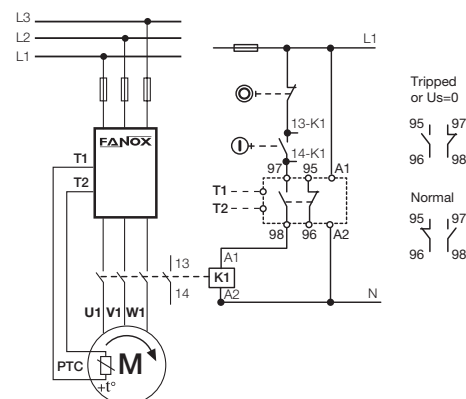 L3
L2
L1
FANOX
T1
T2
13
14
U1 V1 W1
PTC
M
+t°
L1
13-K1
14-K1
97 95 A1
T1
T2
98 96 A2
A1
K1
A2
N
Tripped
or Us=0
95 97
96 98
Normal
95 97
96 98